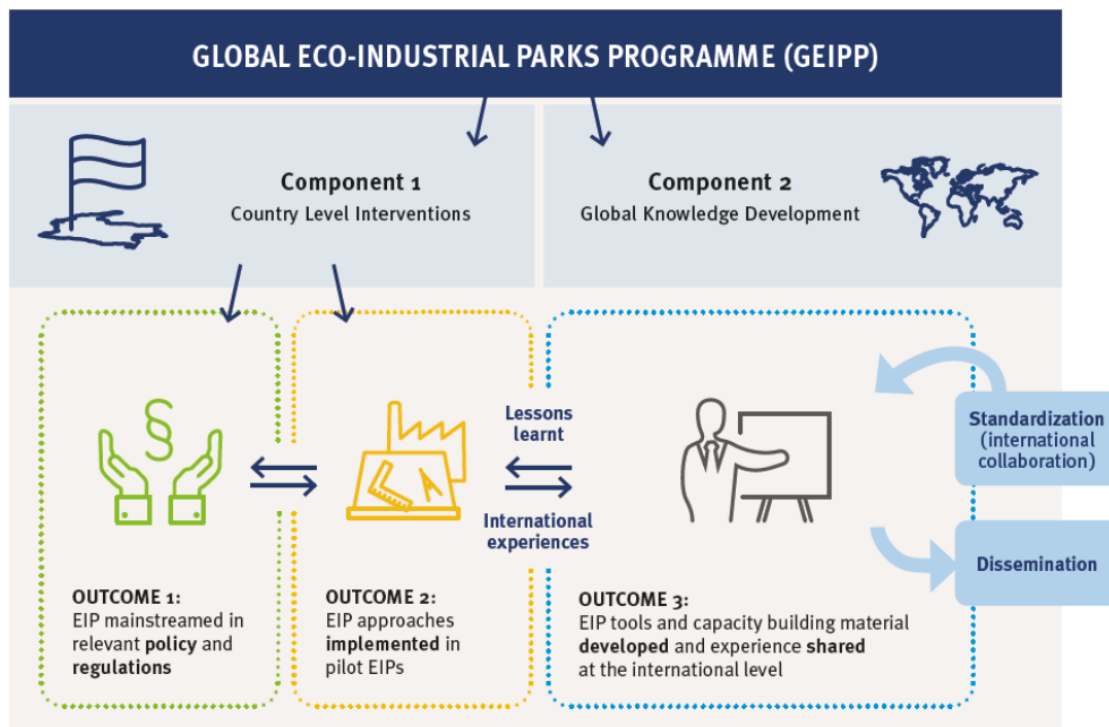 GLOBAL ECO-INDUSTRIAL PARKS PROGRAMME (GEIPP)
Component 1
Country Level Interventions
Component 2
Global Knowledge Development
Lessons
learnt
International
experiences
Standardization
(international
collaboration)
Dissemination
OUTCOME 1:
EIP mainstreamed in
relevant policy and
regulations
OUTCOME 2:
EIP approaches
implemented in
pilot EIPs
OUTCOME 3:
EIP tools and capacity building material
developed and experience shared
at the international level